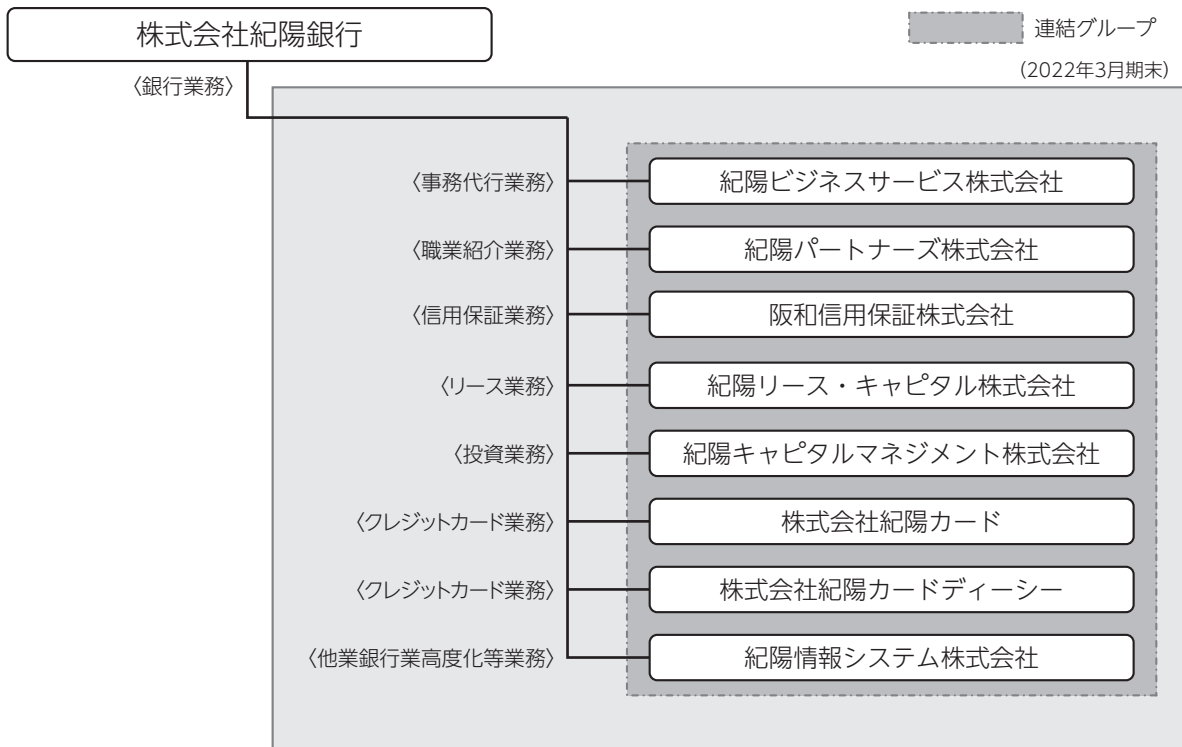 株式会社紀陽銀行
連結グループ
(2022年3月期末)
〈銀行業務〉
〈事務代行業務〉 紀陽ビジネスサービス株式会社
〈職業紹介業務〉 紀陽パートナーズ株式会社
〈信用保証業務〉 阪和信用保証株式会社
〈リース業務〉 紀陽リース・キャピタル株式会社
〈投資業務〉 紀陽キャピタルマネジメント株式会社
〈クレジットカード業務〉 株式会社紀陽カード
〈クレジットカード業務〉 株式会社紀陽カードディーシー
〈他業銀行業高度化等業務〉 紀陽情報システム株式会社